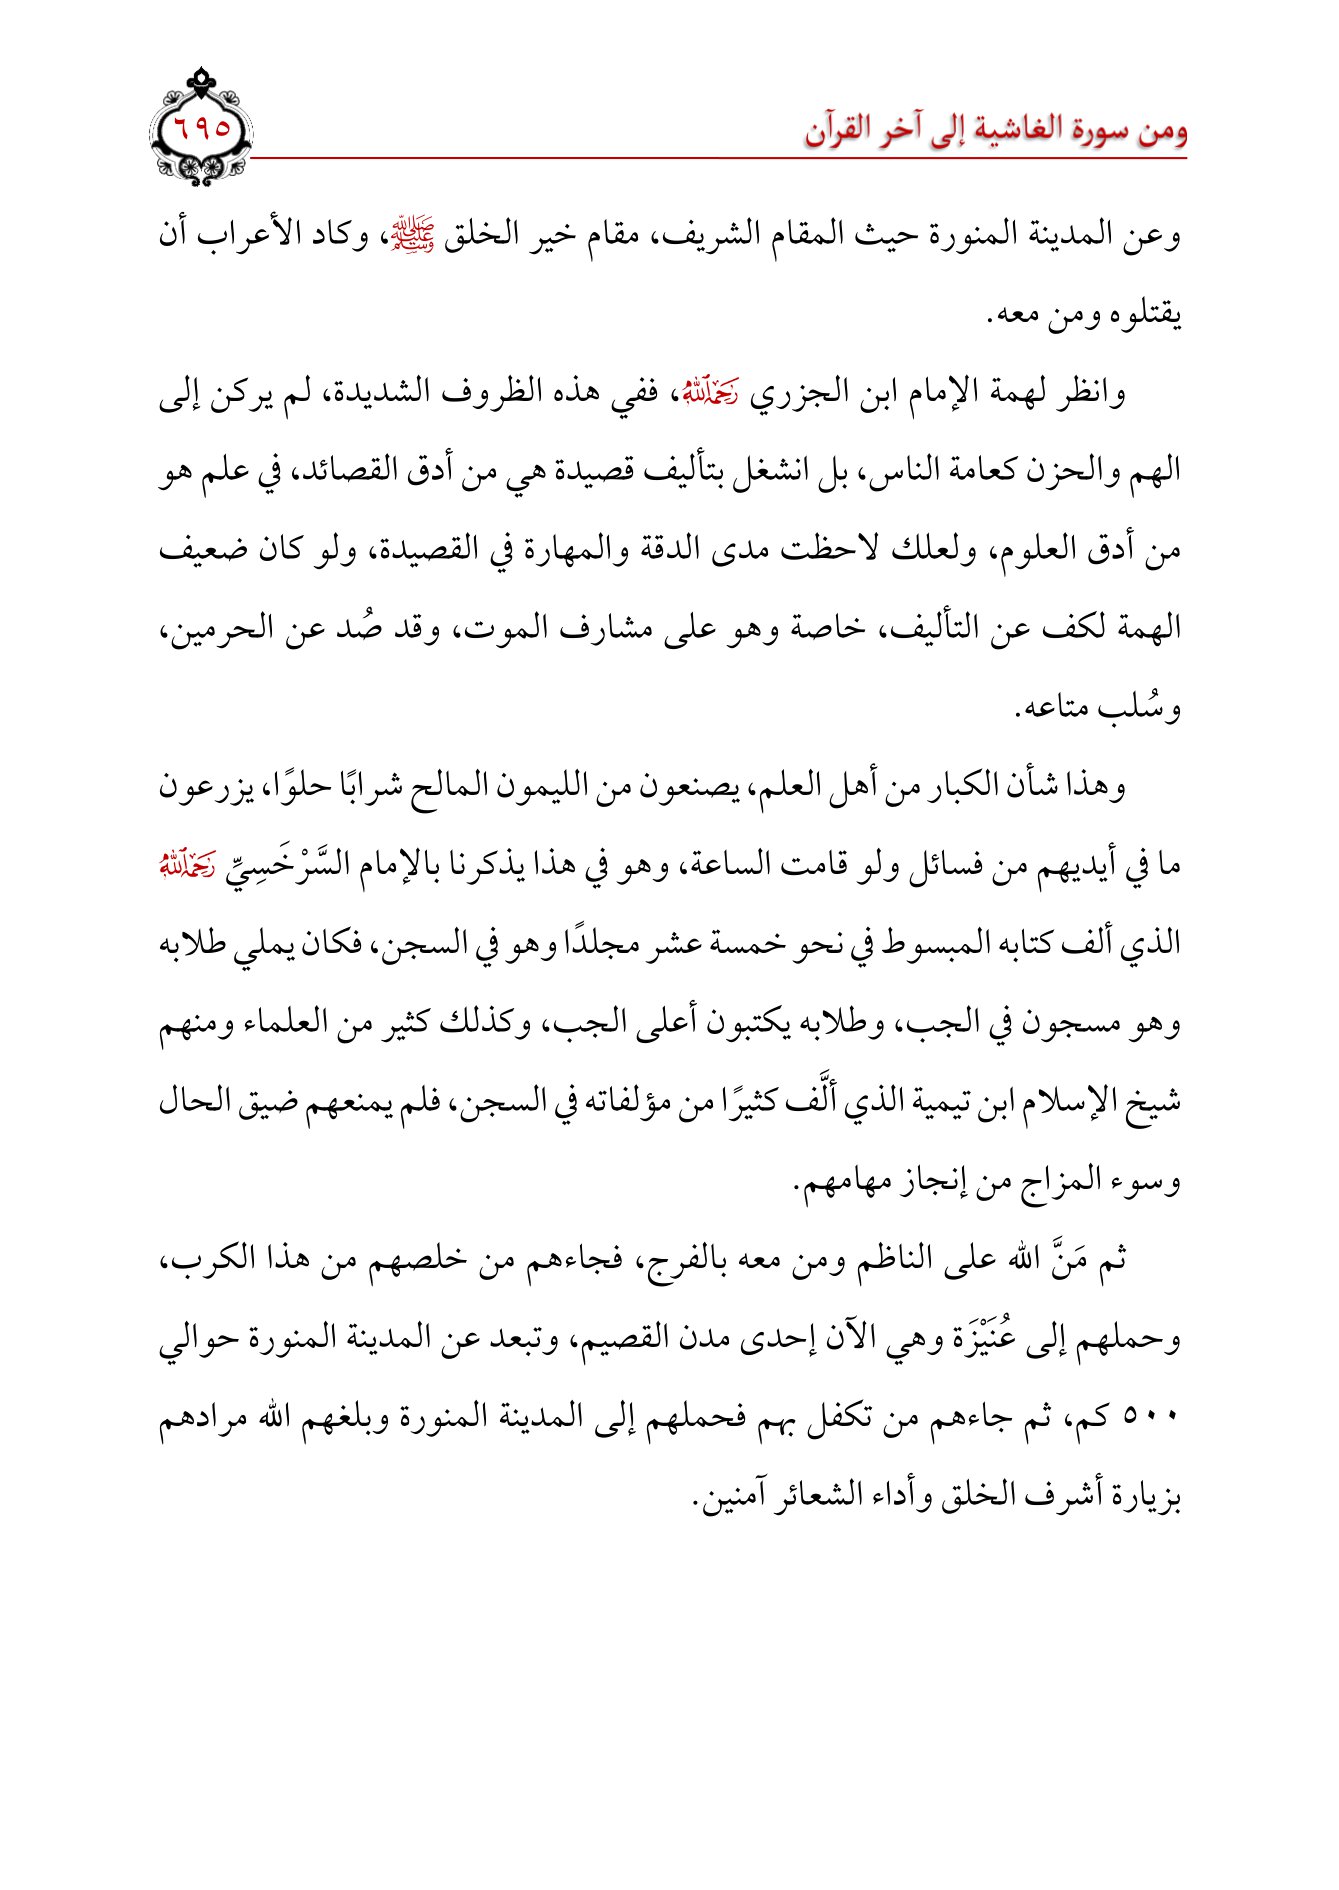 ومن سورة الغاشية إلى آخر القرآن
٦٩٥
وعن المدينة المنورة حيث المقام الشريف، مقام خير الخلق ﷺ، وكاد الأعراب أن
يقتلوه ومن معه.
وانظر لهمة الإمام ابن الجزري رَحِمَهُ ٱللَّهُ، ففي هذه الظروف الشديدة، لم يركن إلى
الهم والحزن كعامة الناس، بل انشغل بتأليف قصيدة هي من أدق القصائد، في علم هو
من أدق العلوم، ولعلك لاحظت مدى الدقة والمهارة في القصيدة، ولو كان ضعيف
الهمة لكف عن التأليف، خاصة وهو على مشارف الموت، وقد صُد عن الحرمين،
وسُلب متاعه.
وهذا شأن الكبار من أهل العلم، يصنعون من الليمون المالح شرابًا حلوًا، يزرعون
ما في أيديهم من فسائل ولو قامت الساعة، وهو في هذا يذكرنا بالإمام السَّرْخَسِيِّ رَحِمَهُ ٱللَّهُ
الذي ألف كتابه المبسوط في نحو خمسة عشر مجلدًا وهو في السجن، فكان يملي طلابه
وهو مسجون في الجب، وطلابه يكتبون أعلى الجب، وكذلك كثير من العلماء ومنهم
شيخ الإسلام ابن تيمية الذي ألَّف كثيرًا من مؤلفاته في السجن، فلم يمنعهم ضيق الحال
وسوء المزاج من إنجاز مهامهم.
ثم مَنَّ الله على الناظم ومن معه بالفرج، فجاءهم من خلصهم من هذا الكرب،
وحملهم إلى عُنَيْزَة وهي الآن إحدى مدن القصيم، وتبعد عن المدينة المنورة حوالي
٥٠٠ كم، ثم جاءهم من تكفل بهم فحملهم إلى المدينة المنورة وبلغهم الله مرادهم
بزيارة أشرف الخلق وأداء الشعائر آمنين.